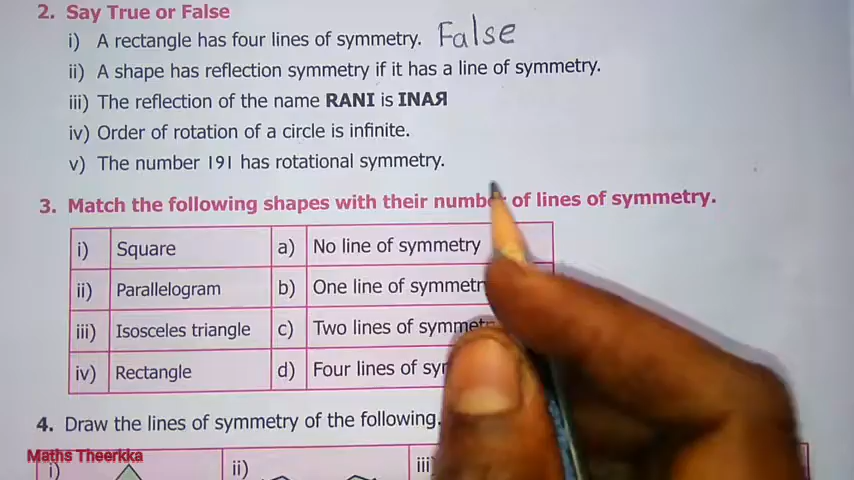 2. Say True or False
i) A rectangle has four lines of symmetry. False
ii) A shape has reflection symmetry if it has a line of symmetry.
iii) The reflection of the name RANI is INAЯ
iv) Order of rotation of a circle is infinite.
v) The number 191 has rotational symmetry.
3. Match the following shapes with their number of lines of symmetry.
i) Square a) No line of symmetry
ii) Parallelogram b) One line of
iii) Isosceles triangle c) Two lines of
iv) Rectangle d) Four lines of
4. Draw the lines of symmetry of the following.
Maths Theerkka
i) ii) iii